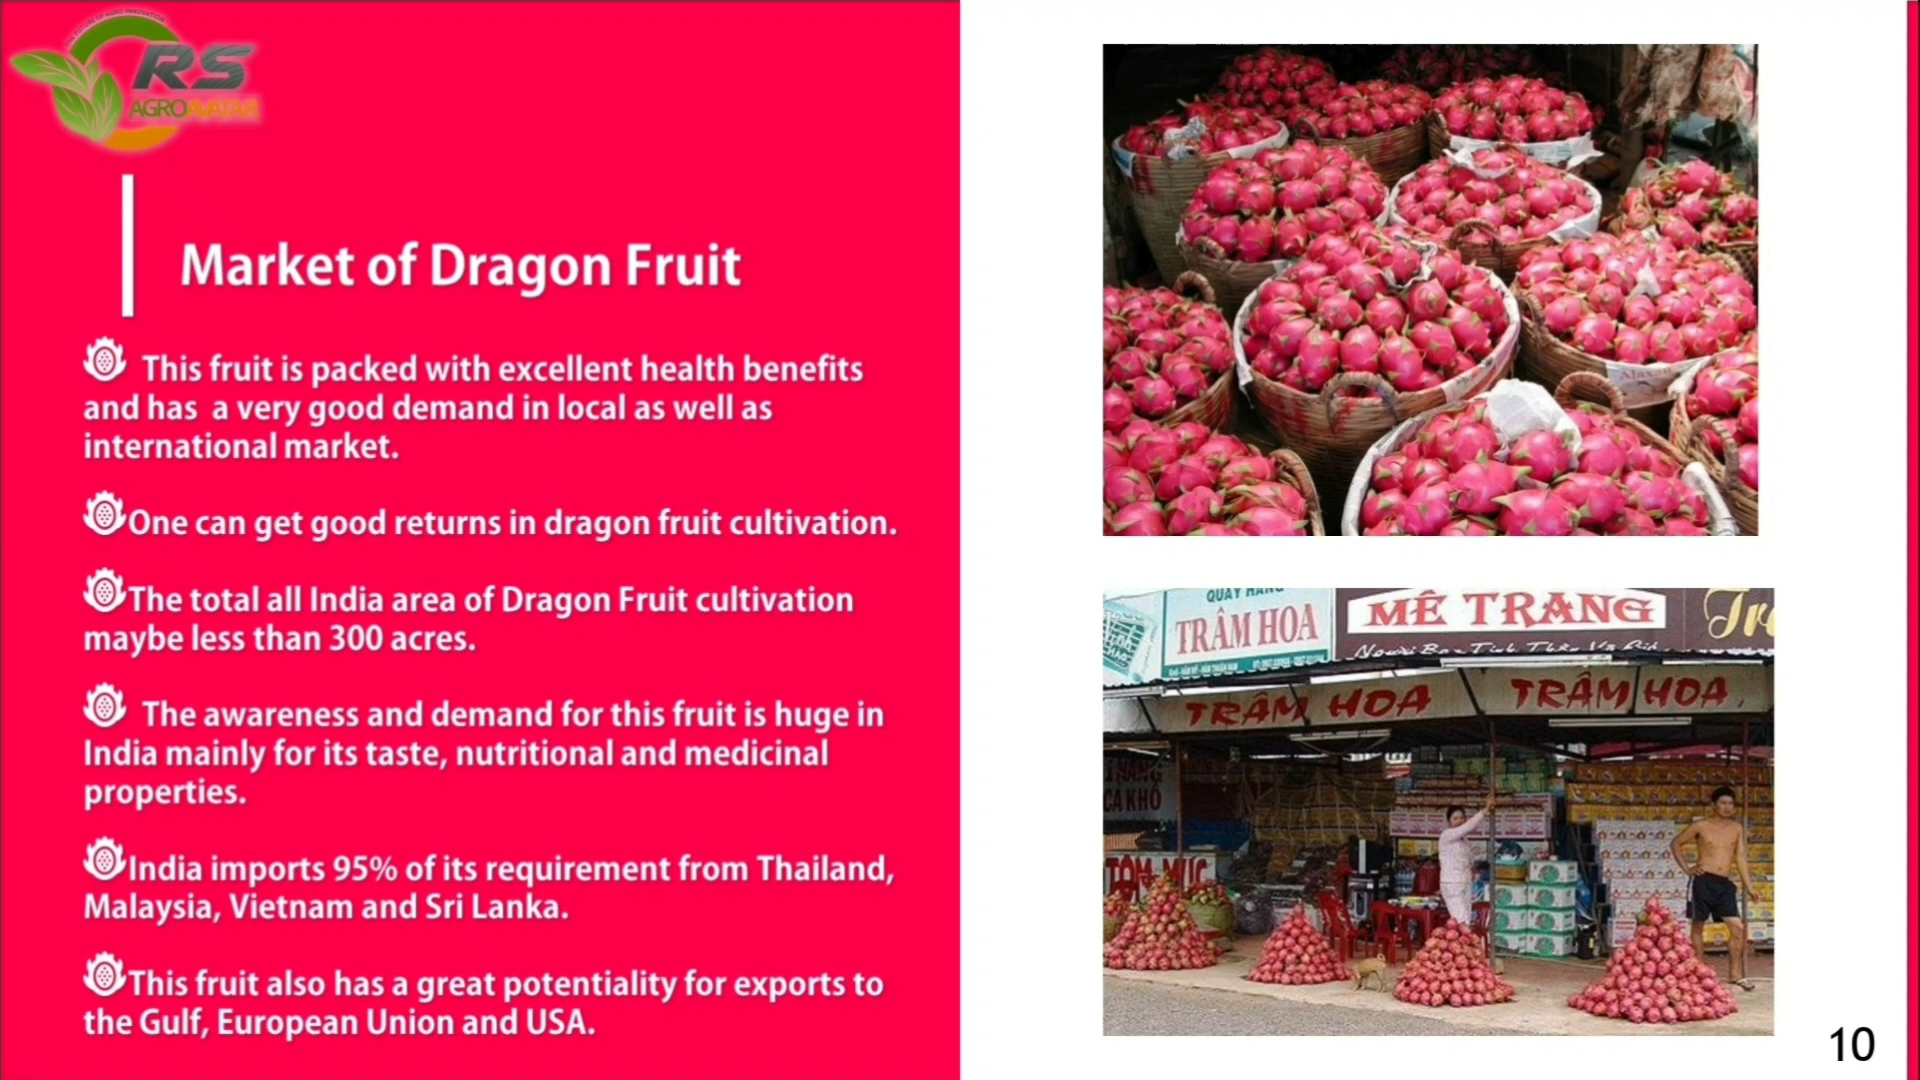 RS
AGROAVATAR
Market of Dragon Fruit
This fruit is packed with excellent health benefits
and has a very good demand in local as well as
international market.
One can get good returns in dragon fruit cultivation.
The total all India area of Dragon Fruit cultivation
maybe less than 300 acres.
The awareness and demand for this fruit is huge in
India mainly for its taste, nutritional and medicinal
properties.
India imports 95% of its requirement from Thailand,
Malaysia, Vietnam and Sri Lanka.
This fruit also has a great potentiality for exports to
the Gulf, European Union and USA.
QUAY HANG
TRÂM HOA
MÊ TRANG
TRÂM HOA
TRÂM HOA
CA KHÔ
10